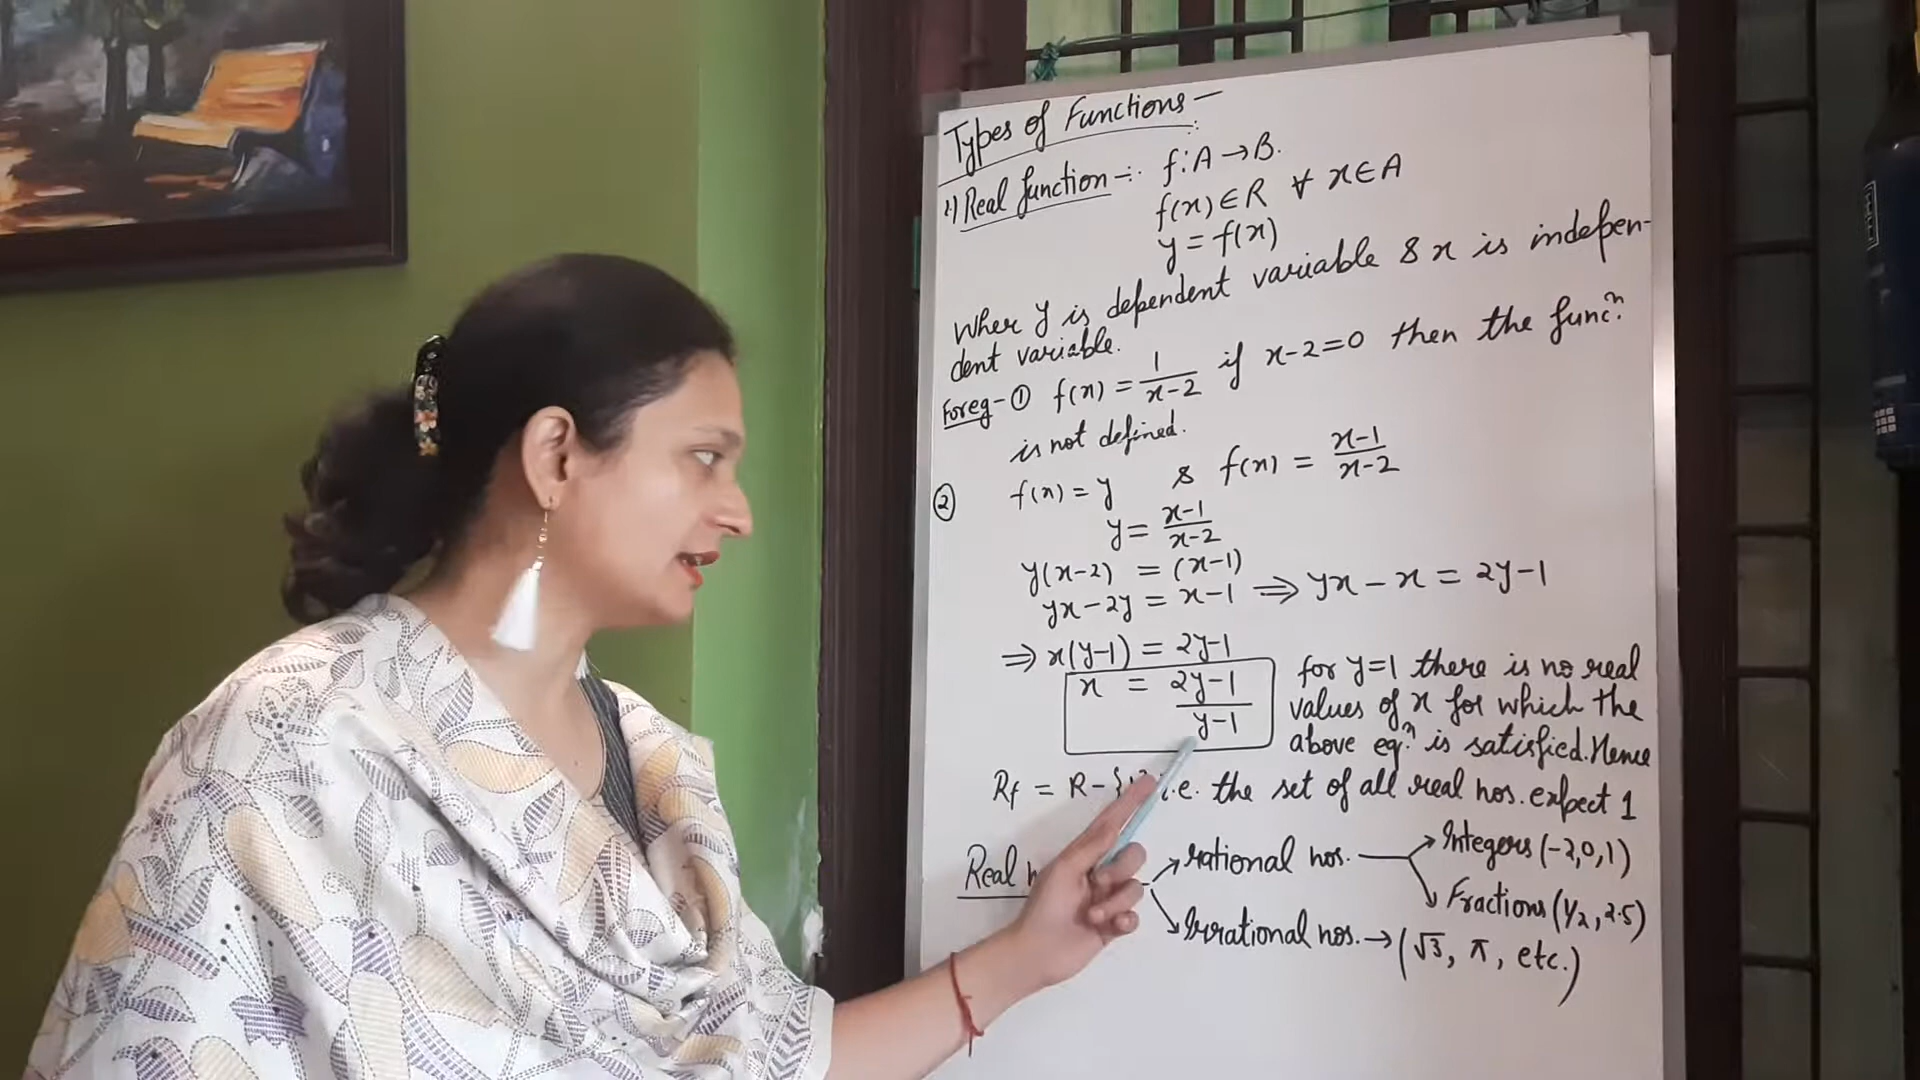 Types of Functions –
1) Real function –: f: A → B.
f(x) ∈ R ∀ x ∈ A
y = f(x)
Wher y is dependent variable & x is indepen-
dent variable.
For eg – ① f(x) = 1/(x-2) if x-2=0 then the funcⁿ
is not defined.
② f(x) = y & f(x) = (x-1)/(x-2)
y = (x-1)/(x-2)
y(x-2) = (x-1)
yx-2y = x-1 ⇒ yx - x = 2y-1
⇒ x(y-1) = 2y-1
x = (2y-1)/(y-1)
for y=1 there is no real
values of x for which the
above eqⁿ is satisfied. Hence
Rf = R - i.e. the set of all real nos. expect 1
Real → rational nos. → Integers (-2,0,1)
→ Fractions (1/2, 2.5)
→ Irrational nos. → (√3, π, etc.)